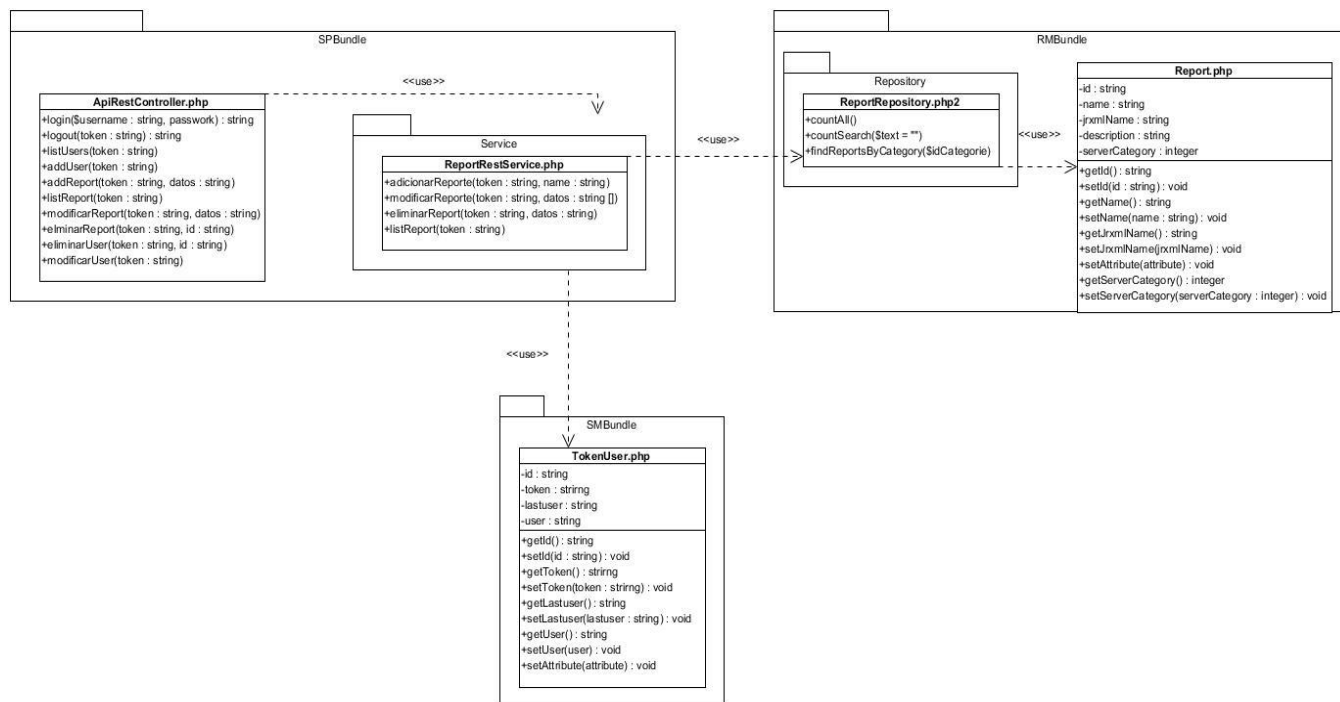 SPBundle
<<use>>
ApiRestController.php
+login($username : string, passwork) : string
+logout(token : string) : string
+listUsers(token : string)
+addUser(token : string)
+addReport(token : string, datos : string)
+listReport(token : string)
+modificarReport(token : string, datos : string)
+elminarReport(token : string, id : string)
+eliminarUser(token : string, id : string)
+modificarUser(token : string)
Service
ReportRestService.php
+adicionarReporte(token : string, name : string)
+modificarReporte(token : string, datos : string [])
+eliminarReport(token : string, datos : string)
+listReport(token : string)
<<use>>
RMBundle
Repository
ReportRepository.php2
+countAll()
+countSearch($text = "")
+findReportsByCategory($idCategorie)
<<use>>
Report.php
-id : string
-name : string
-jrxmlName : string
-description : string
-serverCategory : integer
+getId() : string
+setId(id : string) : void
+getName() : string
+setName(name : string) : void
+getJrxmlName() : string
+setJrxmlName(jrxmlName) : void
+setAttribute(attribute) : void
+getServerCategory() : integer
+setServerCategory(serverCategory : integer) : void
<<use>>
SMBundle
TokenUser.php
-id : string
-token : strirng
-lastuser : string
-user : string
+getId() : string
+setId(id : string) : void
+getToken() : strirng
+setToken(token : strirng) : void
+getLastuser() : string
+setLastuser(lastuser : string) : void
+getUser() : string
+setUser(user) : void
+setAttribute(attribute) : void